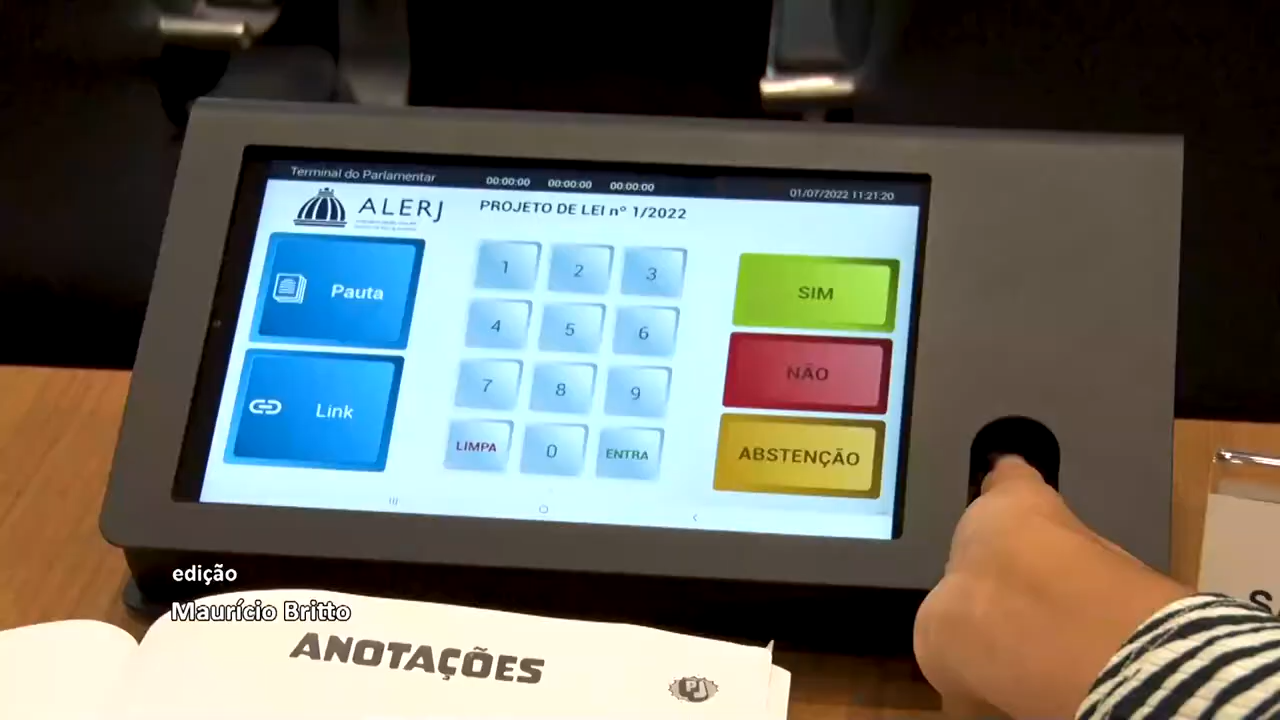 Terminal do Parlamentar 00:00:00 00:00:00 00:00:00 01/07/2022 11:21:20
ALERJ
PROJETO DE LEI nº 1/2022
Pauta
Link
1 2 3
4 5 6
7 8 9
LIMPA 0 ENTRA
SIM
NÃO
ABSTENÇÃO
edição
Maurício Britto
ANOTAÇÕES
PJ
S